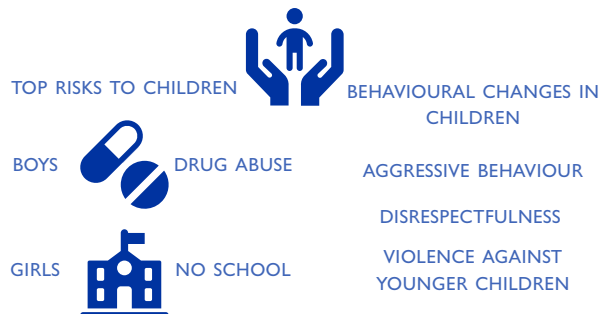 TOP RISKS TO CHILDREN
BOYS
DRUG ABUSE
GIRLS
NO SCHOOL
BEHAVIOURAL CHANGES IN
CHILDREN
AGGRESSIVE BEHAVIOUR
DISRESPECTFULNESS
VIOLENCE AGAINST
YOUNGER CHILDREN